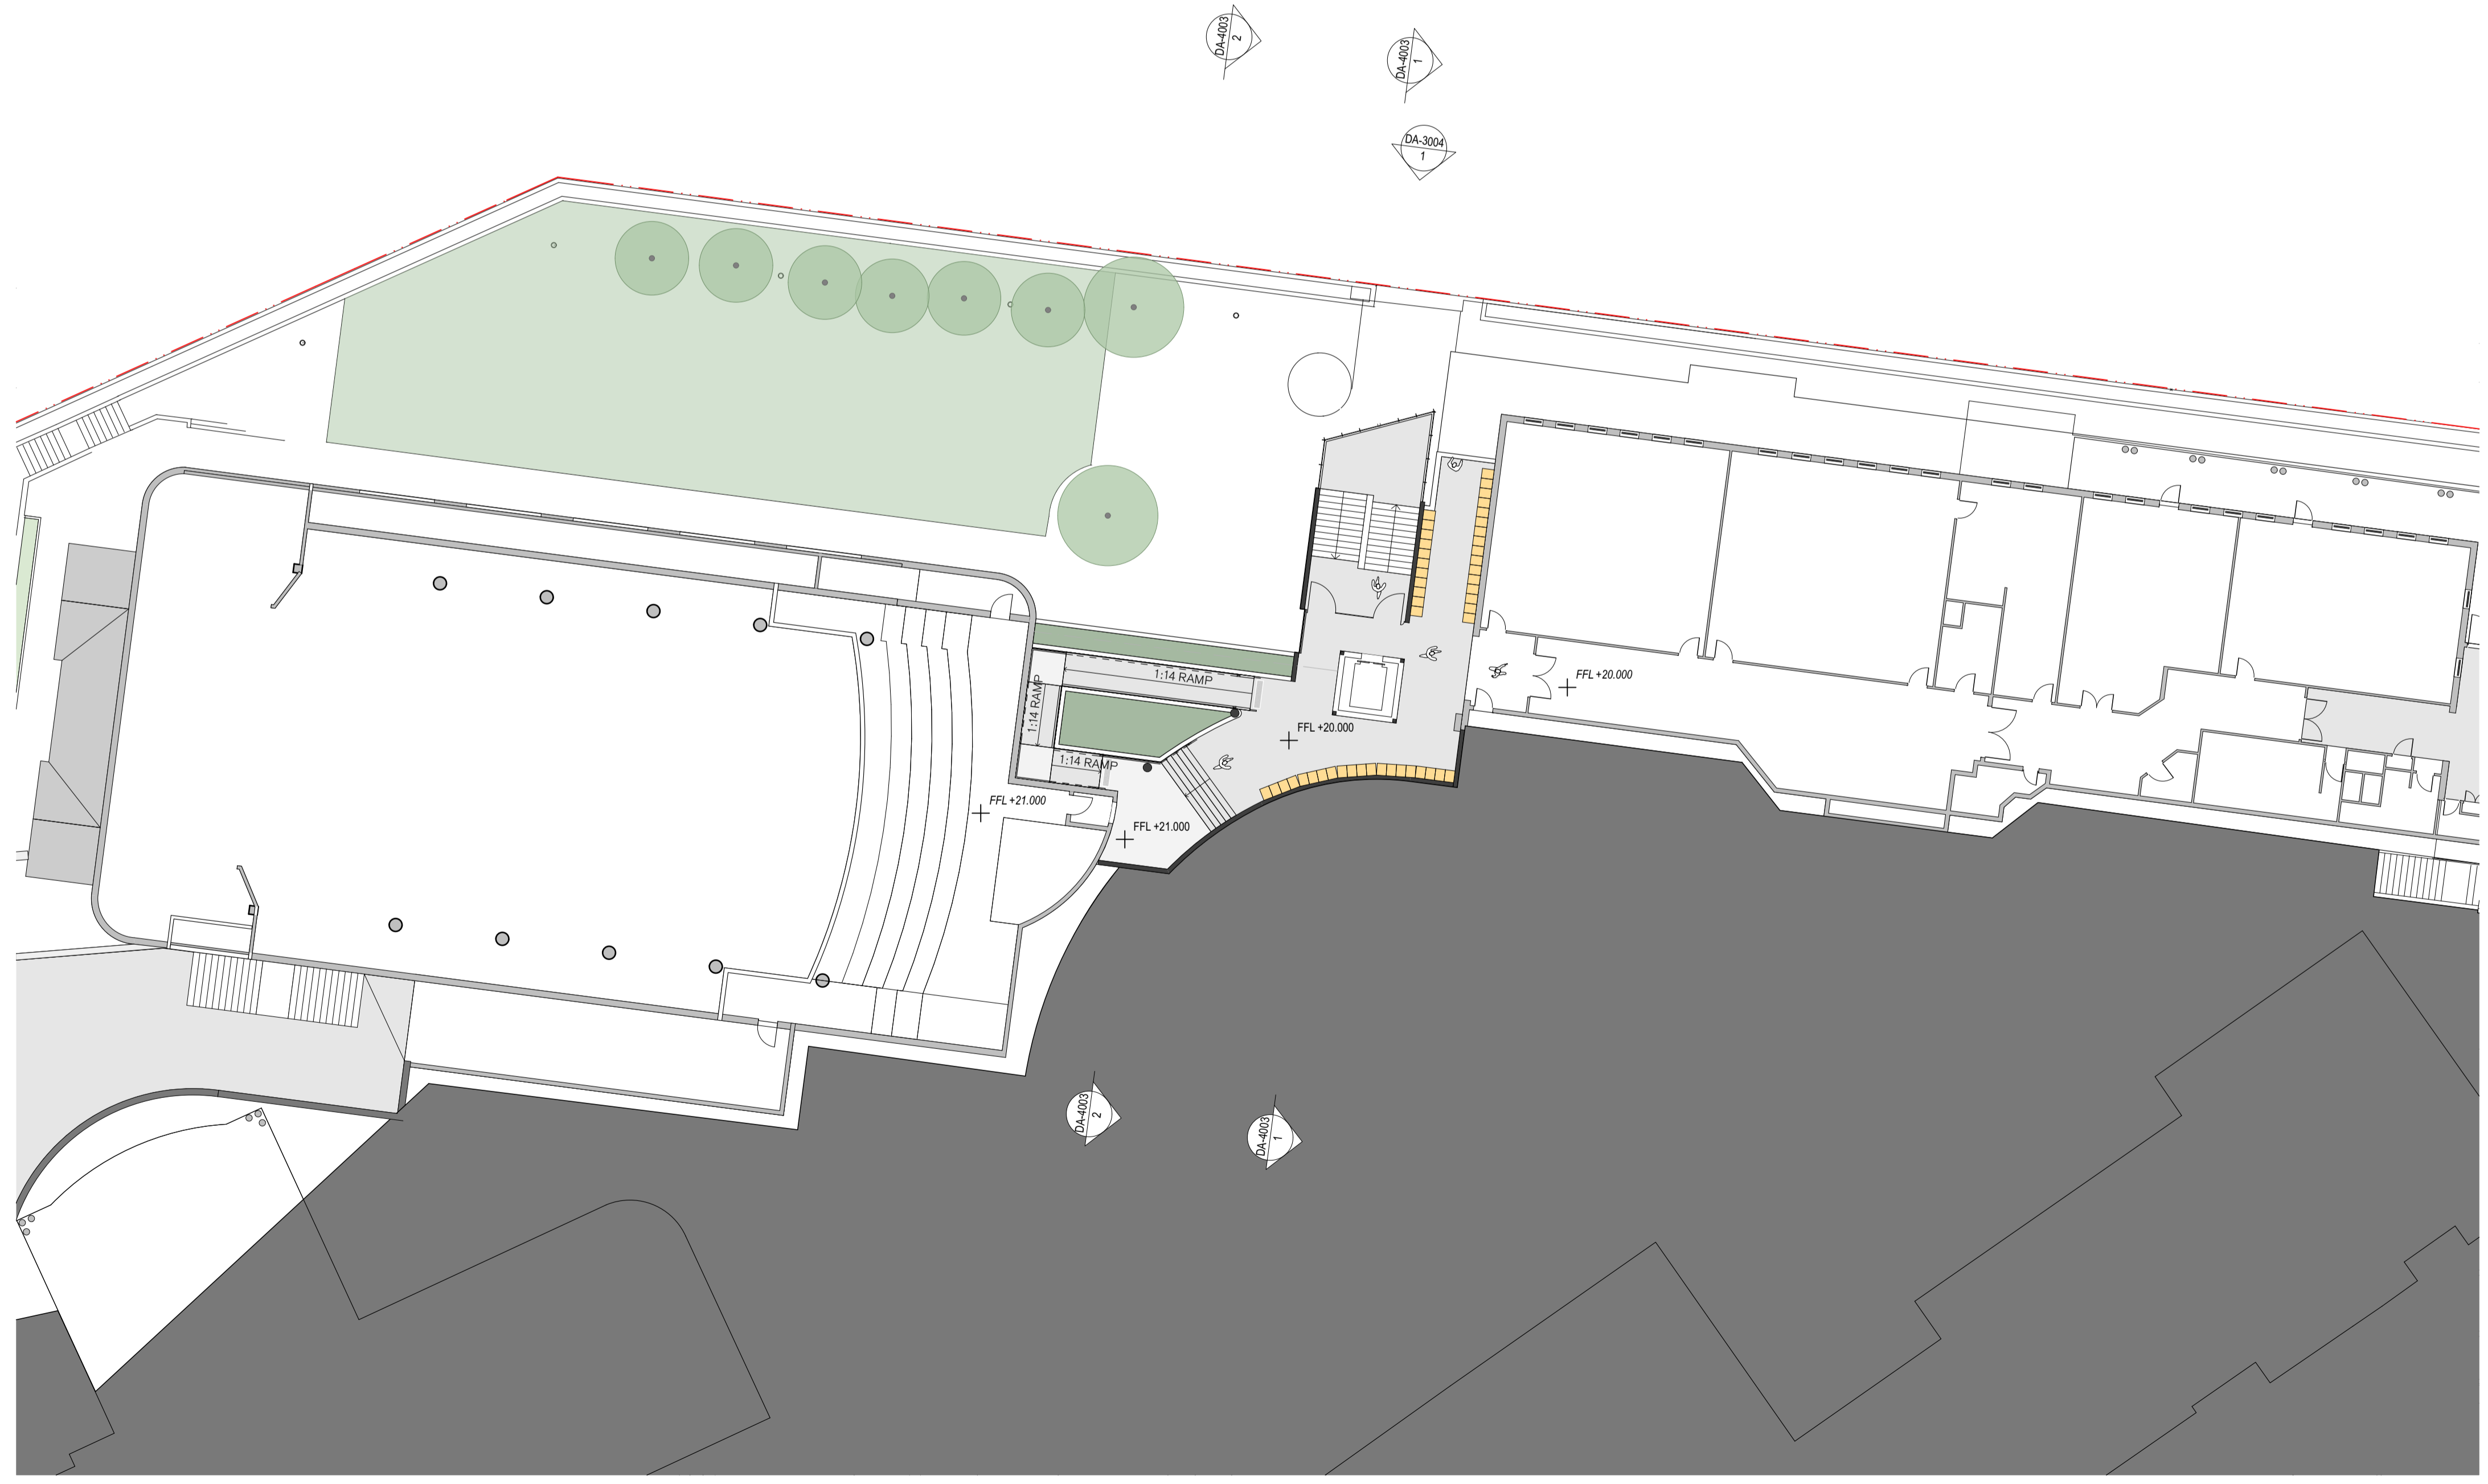 DA-4003
2
DA-4003
1
DA-3004
1
1:14 RAMP
1:14 RAMP
1:14 RAMP
FFL +20.000
FFL +20.000
FFL +21.000
FFL +21.000
DA-4003
2
DA-4003
1